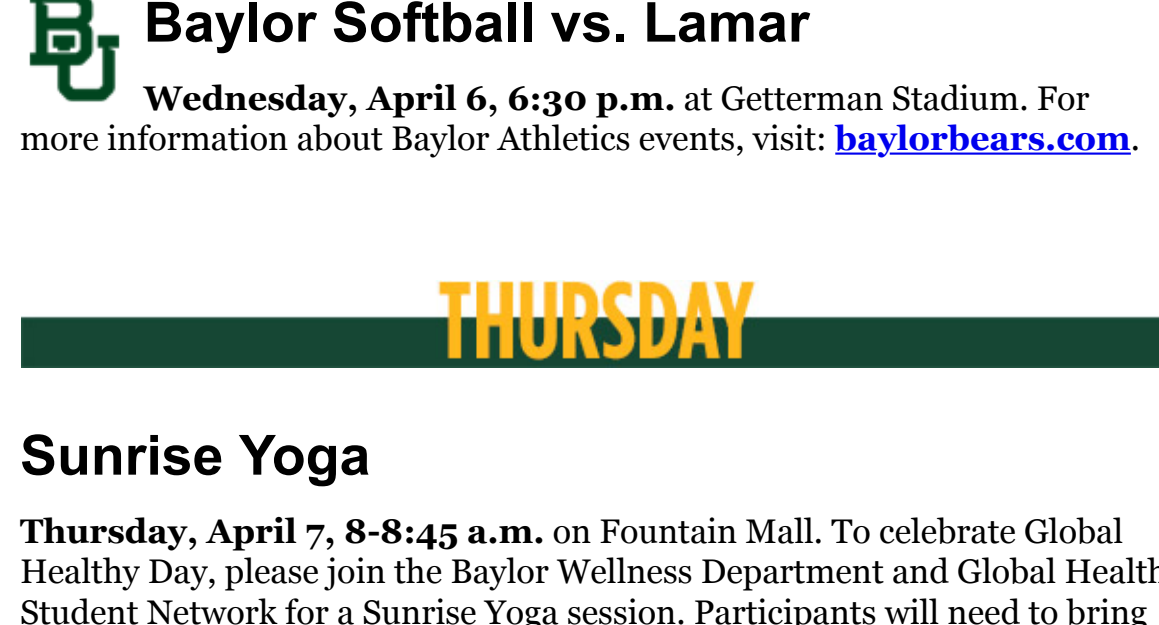 BU
Baylor Softball vs. Lamar
Wednesday, April 6, 6:30 p.m. at Getterman Stadium. For
more information about Baylor Athletics events, visit: baylorbears.com.
THURSDAY
Sunrise Yoga
Thursday, April 7, 8-8:45 a.m. on Fountain Mall. To celebrate Global
Healthy Day, please join the Baylor Wellness Department and Global Health
Student Network for a Sunrise Yoga session. Participants will need to bring